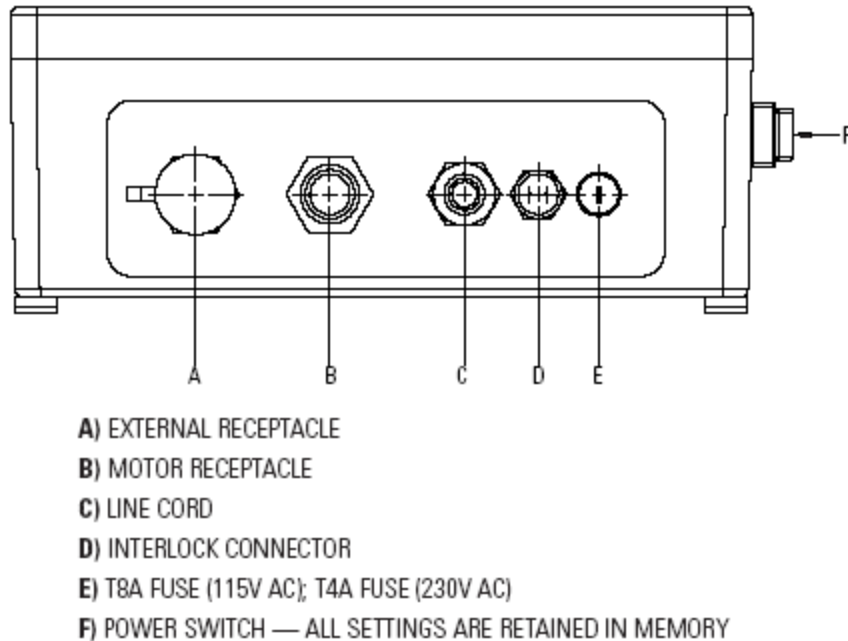 F
A B C D E
A) EXTERNAL RECEPTACLE
B) MOTOR RECEPTACLE
C) LINE CORD
D) INTERLOCK CONNECTOR
E) T8A FUSE (115V AC); T4A FUSE (230V AC)
F) POWER SWITCH — ALL SETTINGS ARE RETAINED IN MEMORY